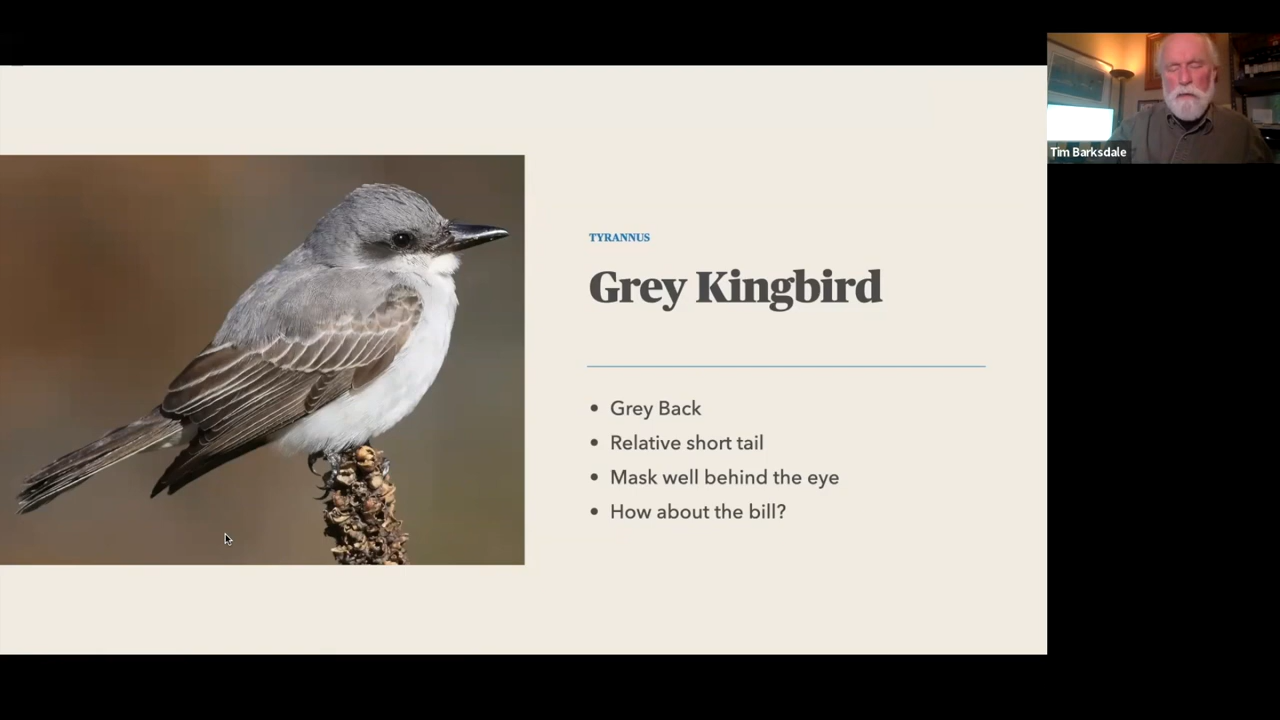 Tim Barksdale
TYRANNUS
Grey Kingbird
• Grey Back
• Relative short tail
• Mask well behind the eye
• How about the bill?